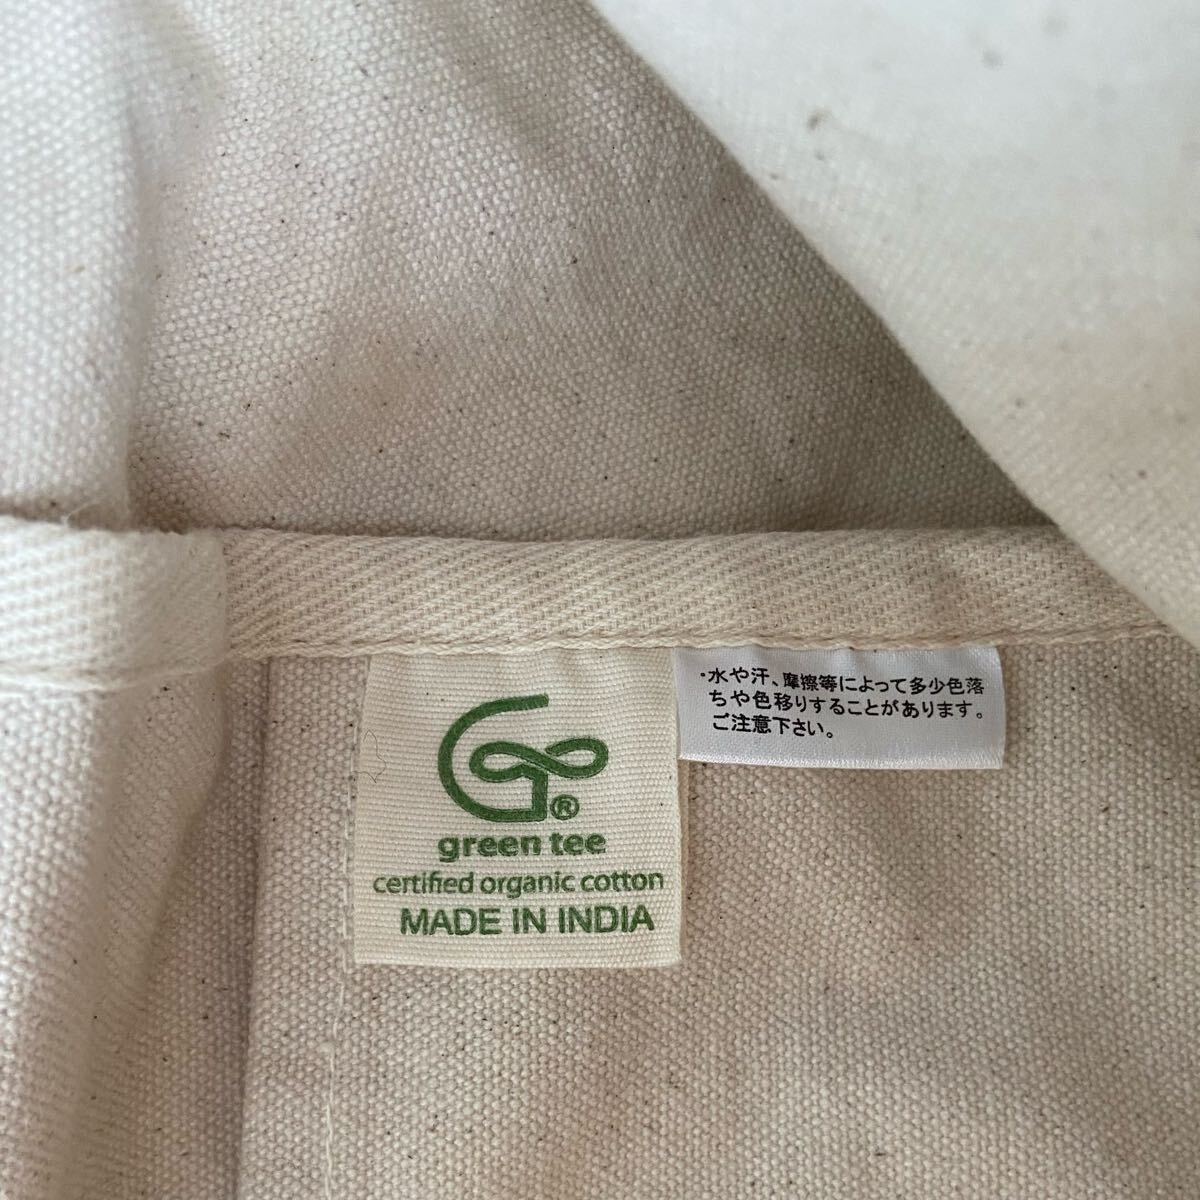 ®
green tee
certified organic cotton
MADE IN INDIA
・水や汗、摩擦等によって多少色落
ちや色移りすることがあります。
ご注意下さい。